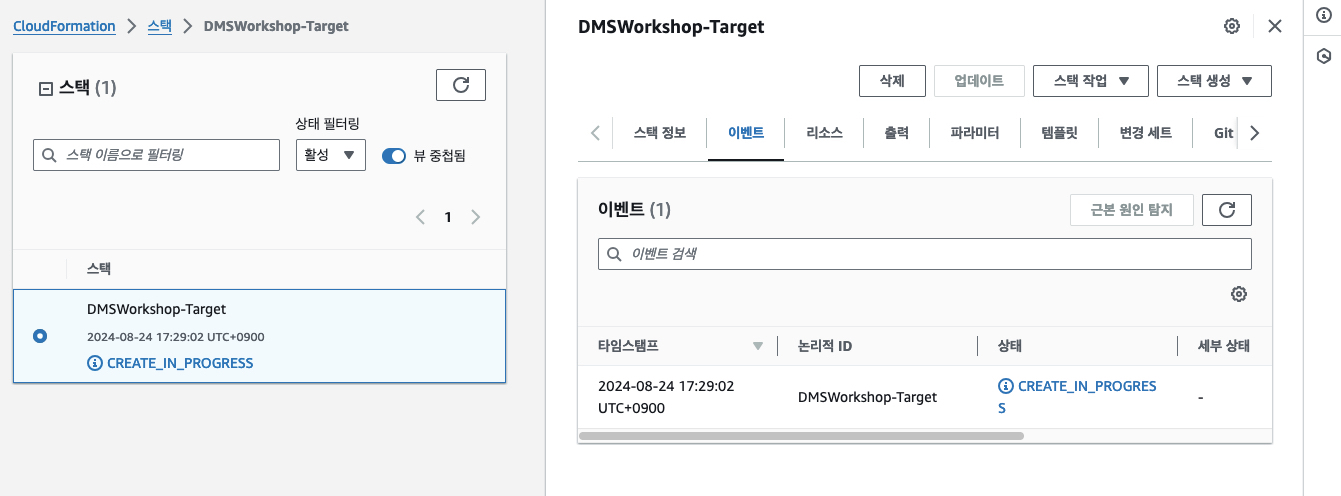 CloudFormation > 스택 > DMSWorkshop-Target
스택 (1)
상태 필터링
스택 이름으로 필터링
활성
뷰 중첩됨
1
스택
DMSWorkshop-Target
2024-08-24 17:29:02 UTC+0900
CREATE_IN_PROGRESS
DMSWorkshop-Target
삭제 업데이트 스택 작업 스택 생성
스택 정보 이벤트 리소스 출력 파라미터 템플릿 변경 세트 Git
이벤트 (1)
근본 원인 탐지
이벤트 검색
타임스탬프 논리적 ID 상태 세부 상태
2024-08-24 17:29:02
UTC+0900
DMSWorkshop-Target
CREATE_IN_PROGRES
S
-